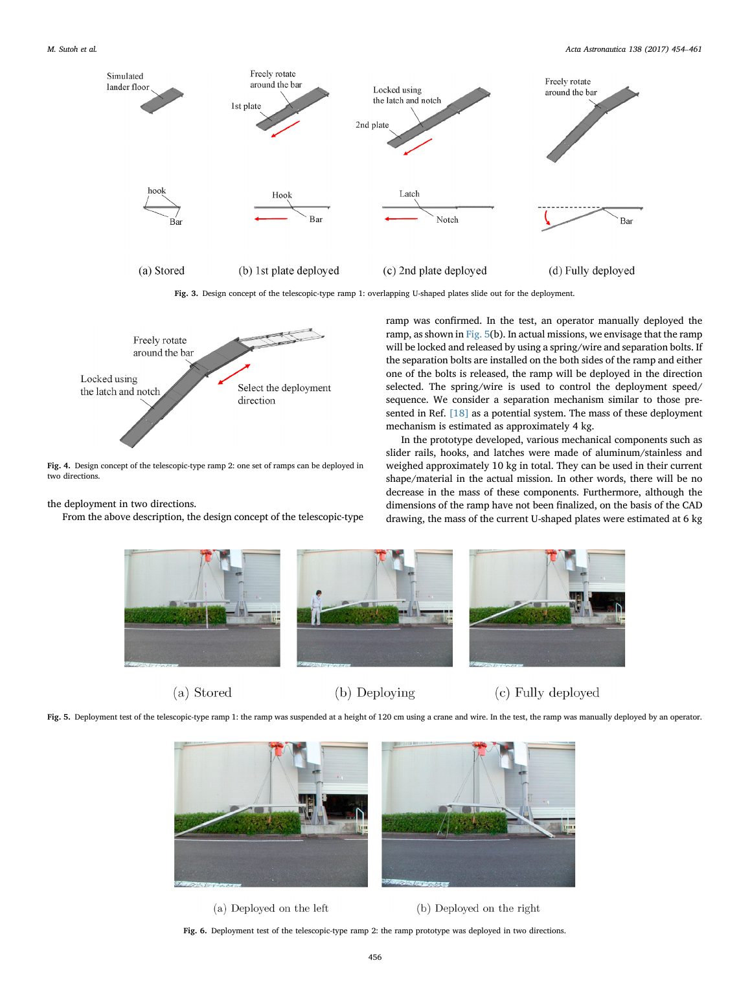 M. Sutoh et al.
Acta Astronautica 138 (2017) 454–461
Simulated
lander floor
Freely rotate
around the bar
1st plate
Locked using
the latch and notch
2nd plate
Freely rotate
around the bar
hook
Bar
Hook
Bar
Latch
Notch
Bar
(a) Stored
(b) 1st plate deployed
(c) 2nd plate deployed
(d) Fully deployed
Fig. 3. Design concept of the telescopic-type ramp 1: overlapping U-shaped plates slide out for the deployment.
Freely rotate
around the bar
Locked using
the latch and notch
Select the deployment
direction
Fig. 4. Design concept of the telescopic-type ramp 2: one set of ramps can be deployed in
two directions.
the deployment in two directions.
From the above description, the design concept of the telescopic-type
ramp was confirmed. In the test, an operator manually deployed the
ramp, as shown in Fig. 5(b). In actual missions, we envisage that the ramp
will be locked and released by using a spring/wire and separation bolts. If
the separation bolts are installed on the both sides of the ramp and either
one of the bolts is released, the ramp will be deployed in the direction
selected. The spring/wire is used to control the deployment speed/
sequence. We consider a separation mechanism similar to those pre-
sented in Ref. [18] as a potential system. The mass of these deployment
mechanism is estimated as approximately 4 kg.
In the prototype developed, various mechanical components such as
slider rails, hooks, and latches were made of aluminum/stainless and
weighed approximately 10 kg in total. They can be used in their current
shape/material in the actual mission. In other words, there will be no
decrease in the mass of these components. Furthermore, although the
dimensions of the ramp have not been finalized, on the basis of the CAD
drawing, the mass of the current U-shaped plates were estimated at 6 kg
(a) Stored
(b) Deploying
(c) Fully deployed
Fig. 5. Deployment test of the telescopic-type ramp 1: the ramp was suspended at a height of 120 cm using a crane and wire. In the test, the ramp was manually deployed by an operator.
(a) Deployed on the left
(b) Deployed on the right
Fig. 6. Deployment test of the telescopic-type ramp 2: the ramp prototype was deployed in two directions.
456